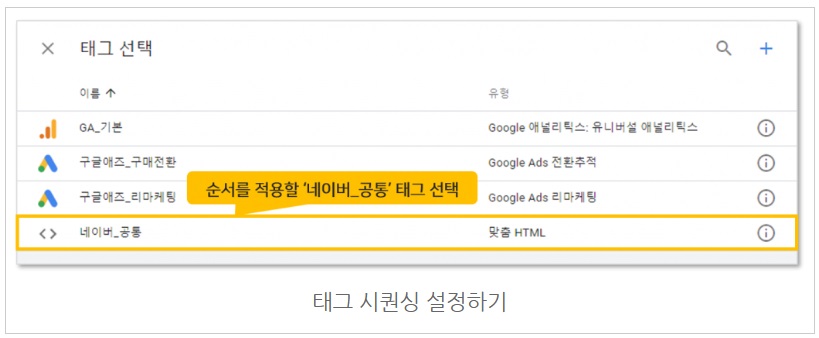 태그 선택
이름 유형
GA_기본 Google 애널리틱스: 유니버설 애널리틱스
구글애즈_구매전환 Google Ads 전환추적
순서를 적용할 '네이버_공통' 태그 선택
구글애즈_리마케팅 Google Ads 리마케팅
네이버_공통 맞춤 HTML
태그 시퀀싱 설정하기